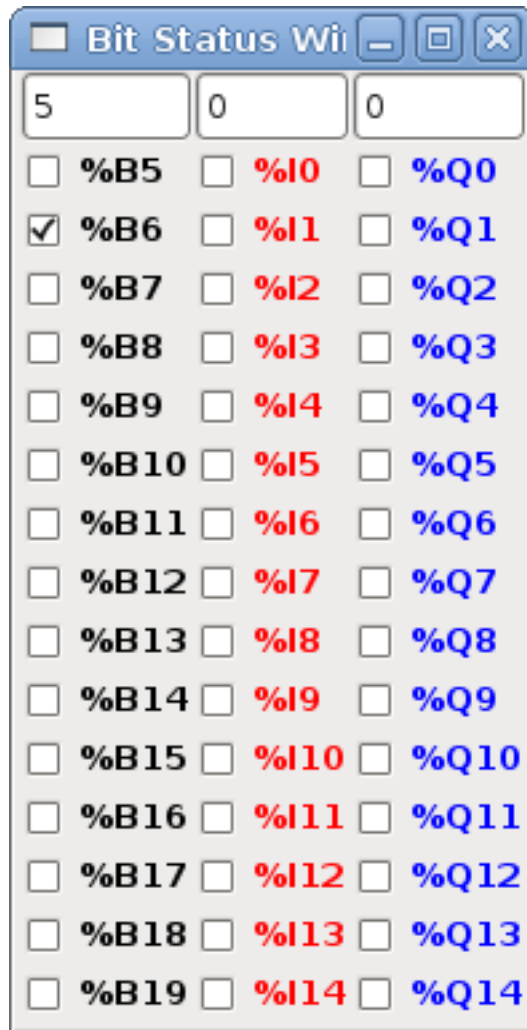 Bit Status Wi
5 0 0
%B5 %I0 %Q0
%B6 %I1 %Q1
%B7 %I2 %Q2
%B8 %I3 %Q3
%B9 %I4 %Q4
%B10 %I5 %Q5
%B11 %I6 %Q6
%B12 %I7 %Q7
%B13 %I8 %Q8
%B14 %I9 %Q9
%B15 %I10 %Q10
%B16 %I11 %Q11
%B17 %I12 %Q12
%B18 %I13 %Q13
%B19 %I14 %Q14